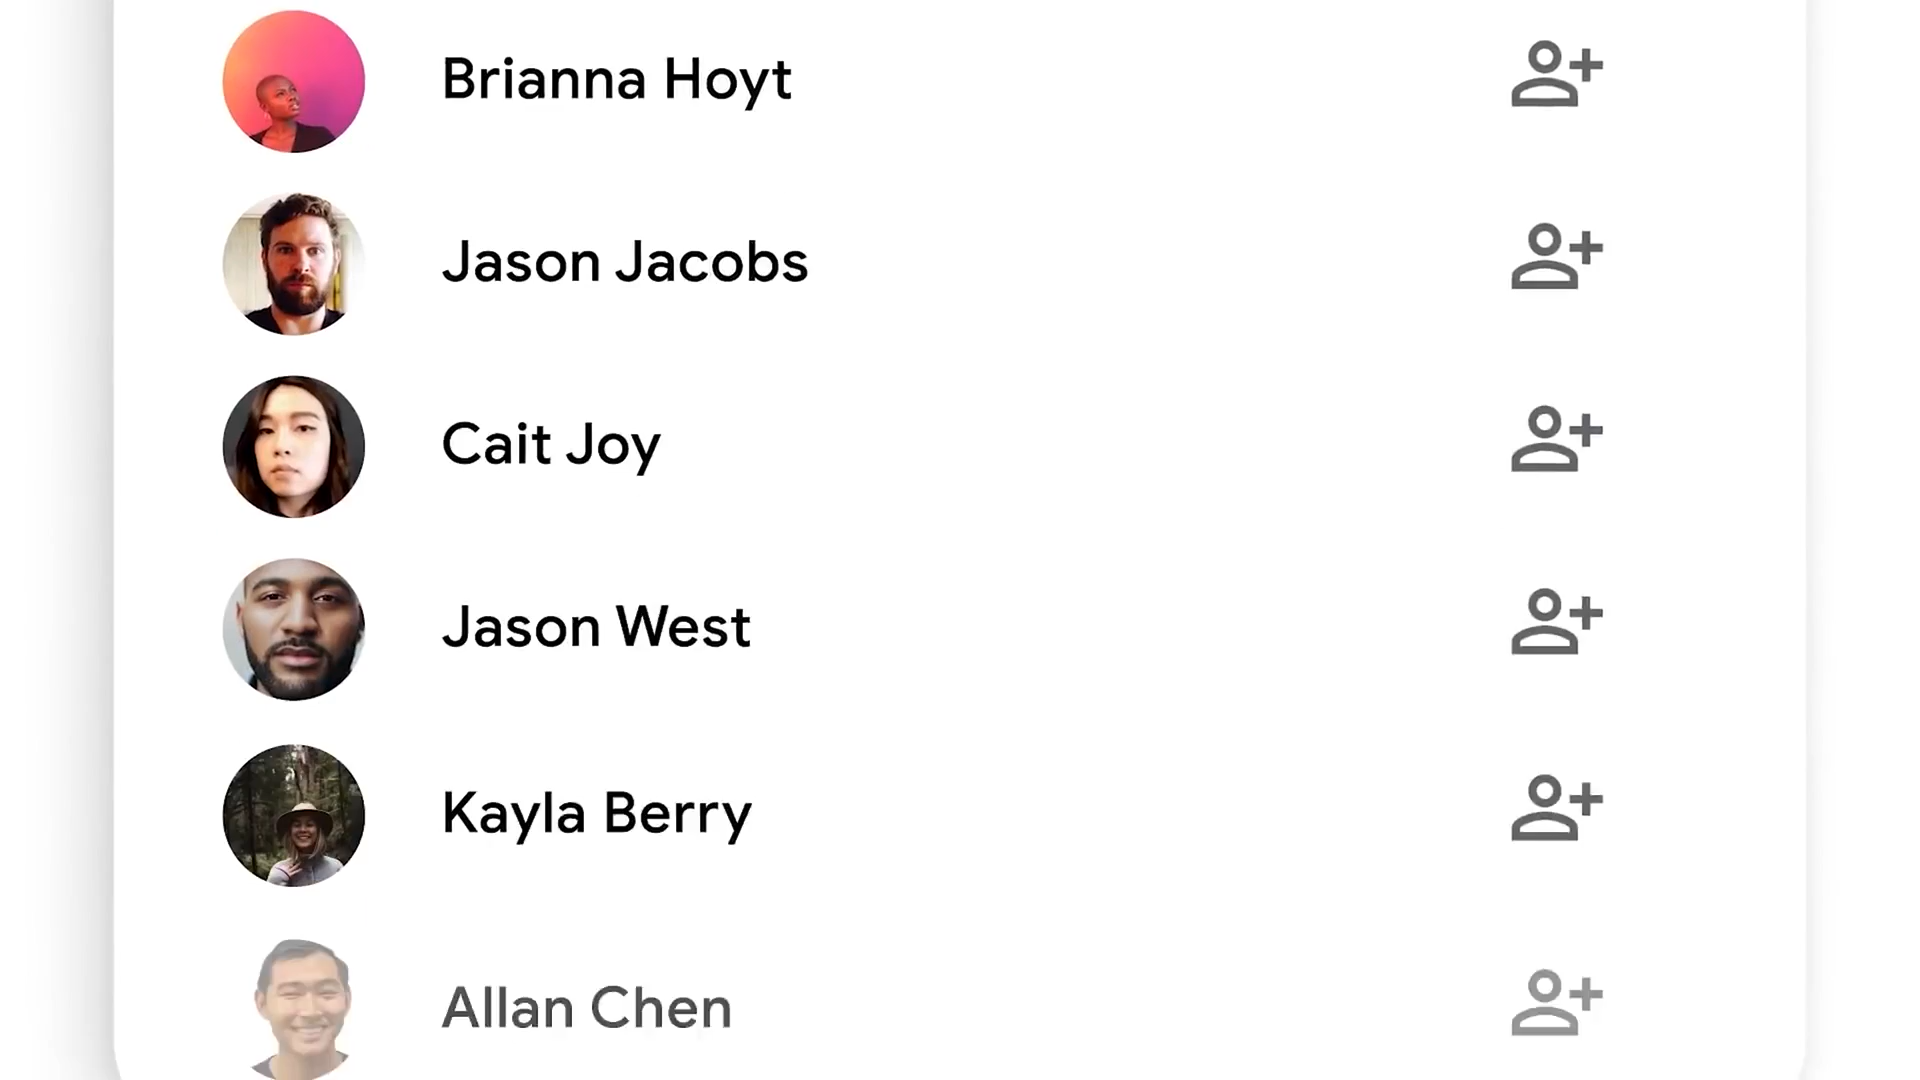 Brianna Hoyt
Jason Jacobs
Cait Joy
Jason West
Kayla Berry
Allan Chen